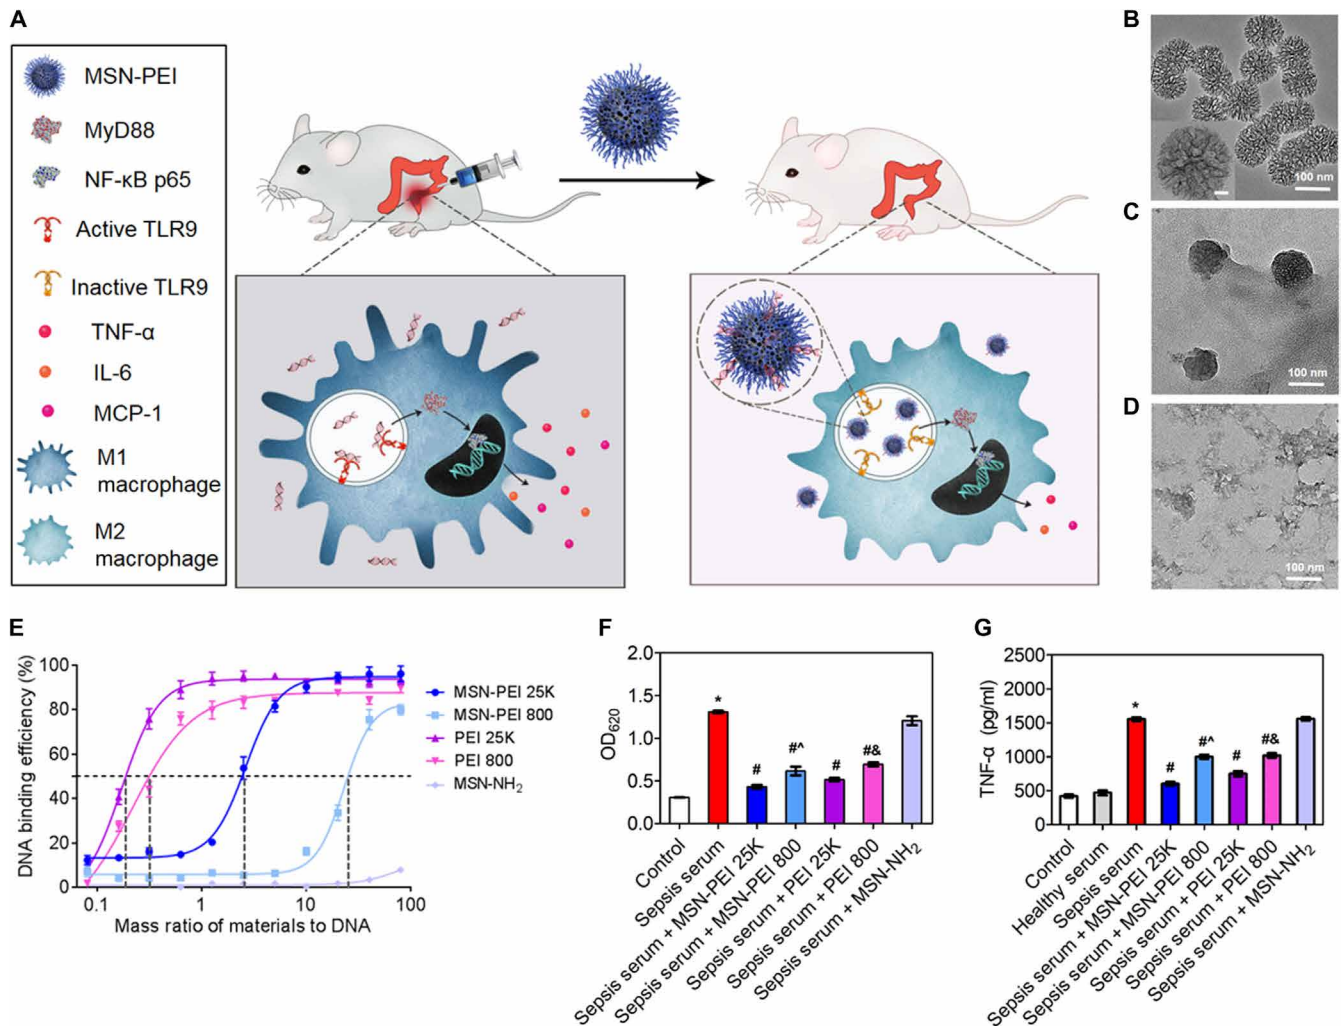 A
MSN-PEI
MyD88
NF-κB p65
Active TLR9
Inactive TLR9
TNF-α
IL-6
MCP-1
M1
macrophage
M2
macrophage
B
100 nm
C
100 nm
D
100 nm
E
DNA binding efficiency (%)
100
80
60
40
20
0
0.1
1
10
100
Mass ratio of materials to DNA
MSN-PEI 25K
MSN-PEI 800
PEI 25K
PEI 800
MSN-NH₂
F
OD₆₂₀
2.0
1.5
1.0
0.5
0.0
*
#
#^
#
#&
Control
Sepsis serum
Sepsis serum + MSN-PEI 25K
Sepsis serum + MSN-PEI 800
Sepsis serum + PEI 25K
Sepsis serum + PEI 800
Sepsis serum + MSN-NH₂
G
TNF-α (pg/ml)
2500
2000
1500
1000
500
0
*
#
#^
#
#&
Control
Healthy serum
Sepsis serum
Sepsis serum + MSN-PEI 25K
Sepsis serum + MSN-PEI 800
Sepsis serum + PEI 25K
Sepsis serum + PEI 800
Sepsis serum + MSN-NH₂